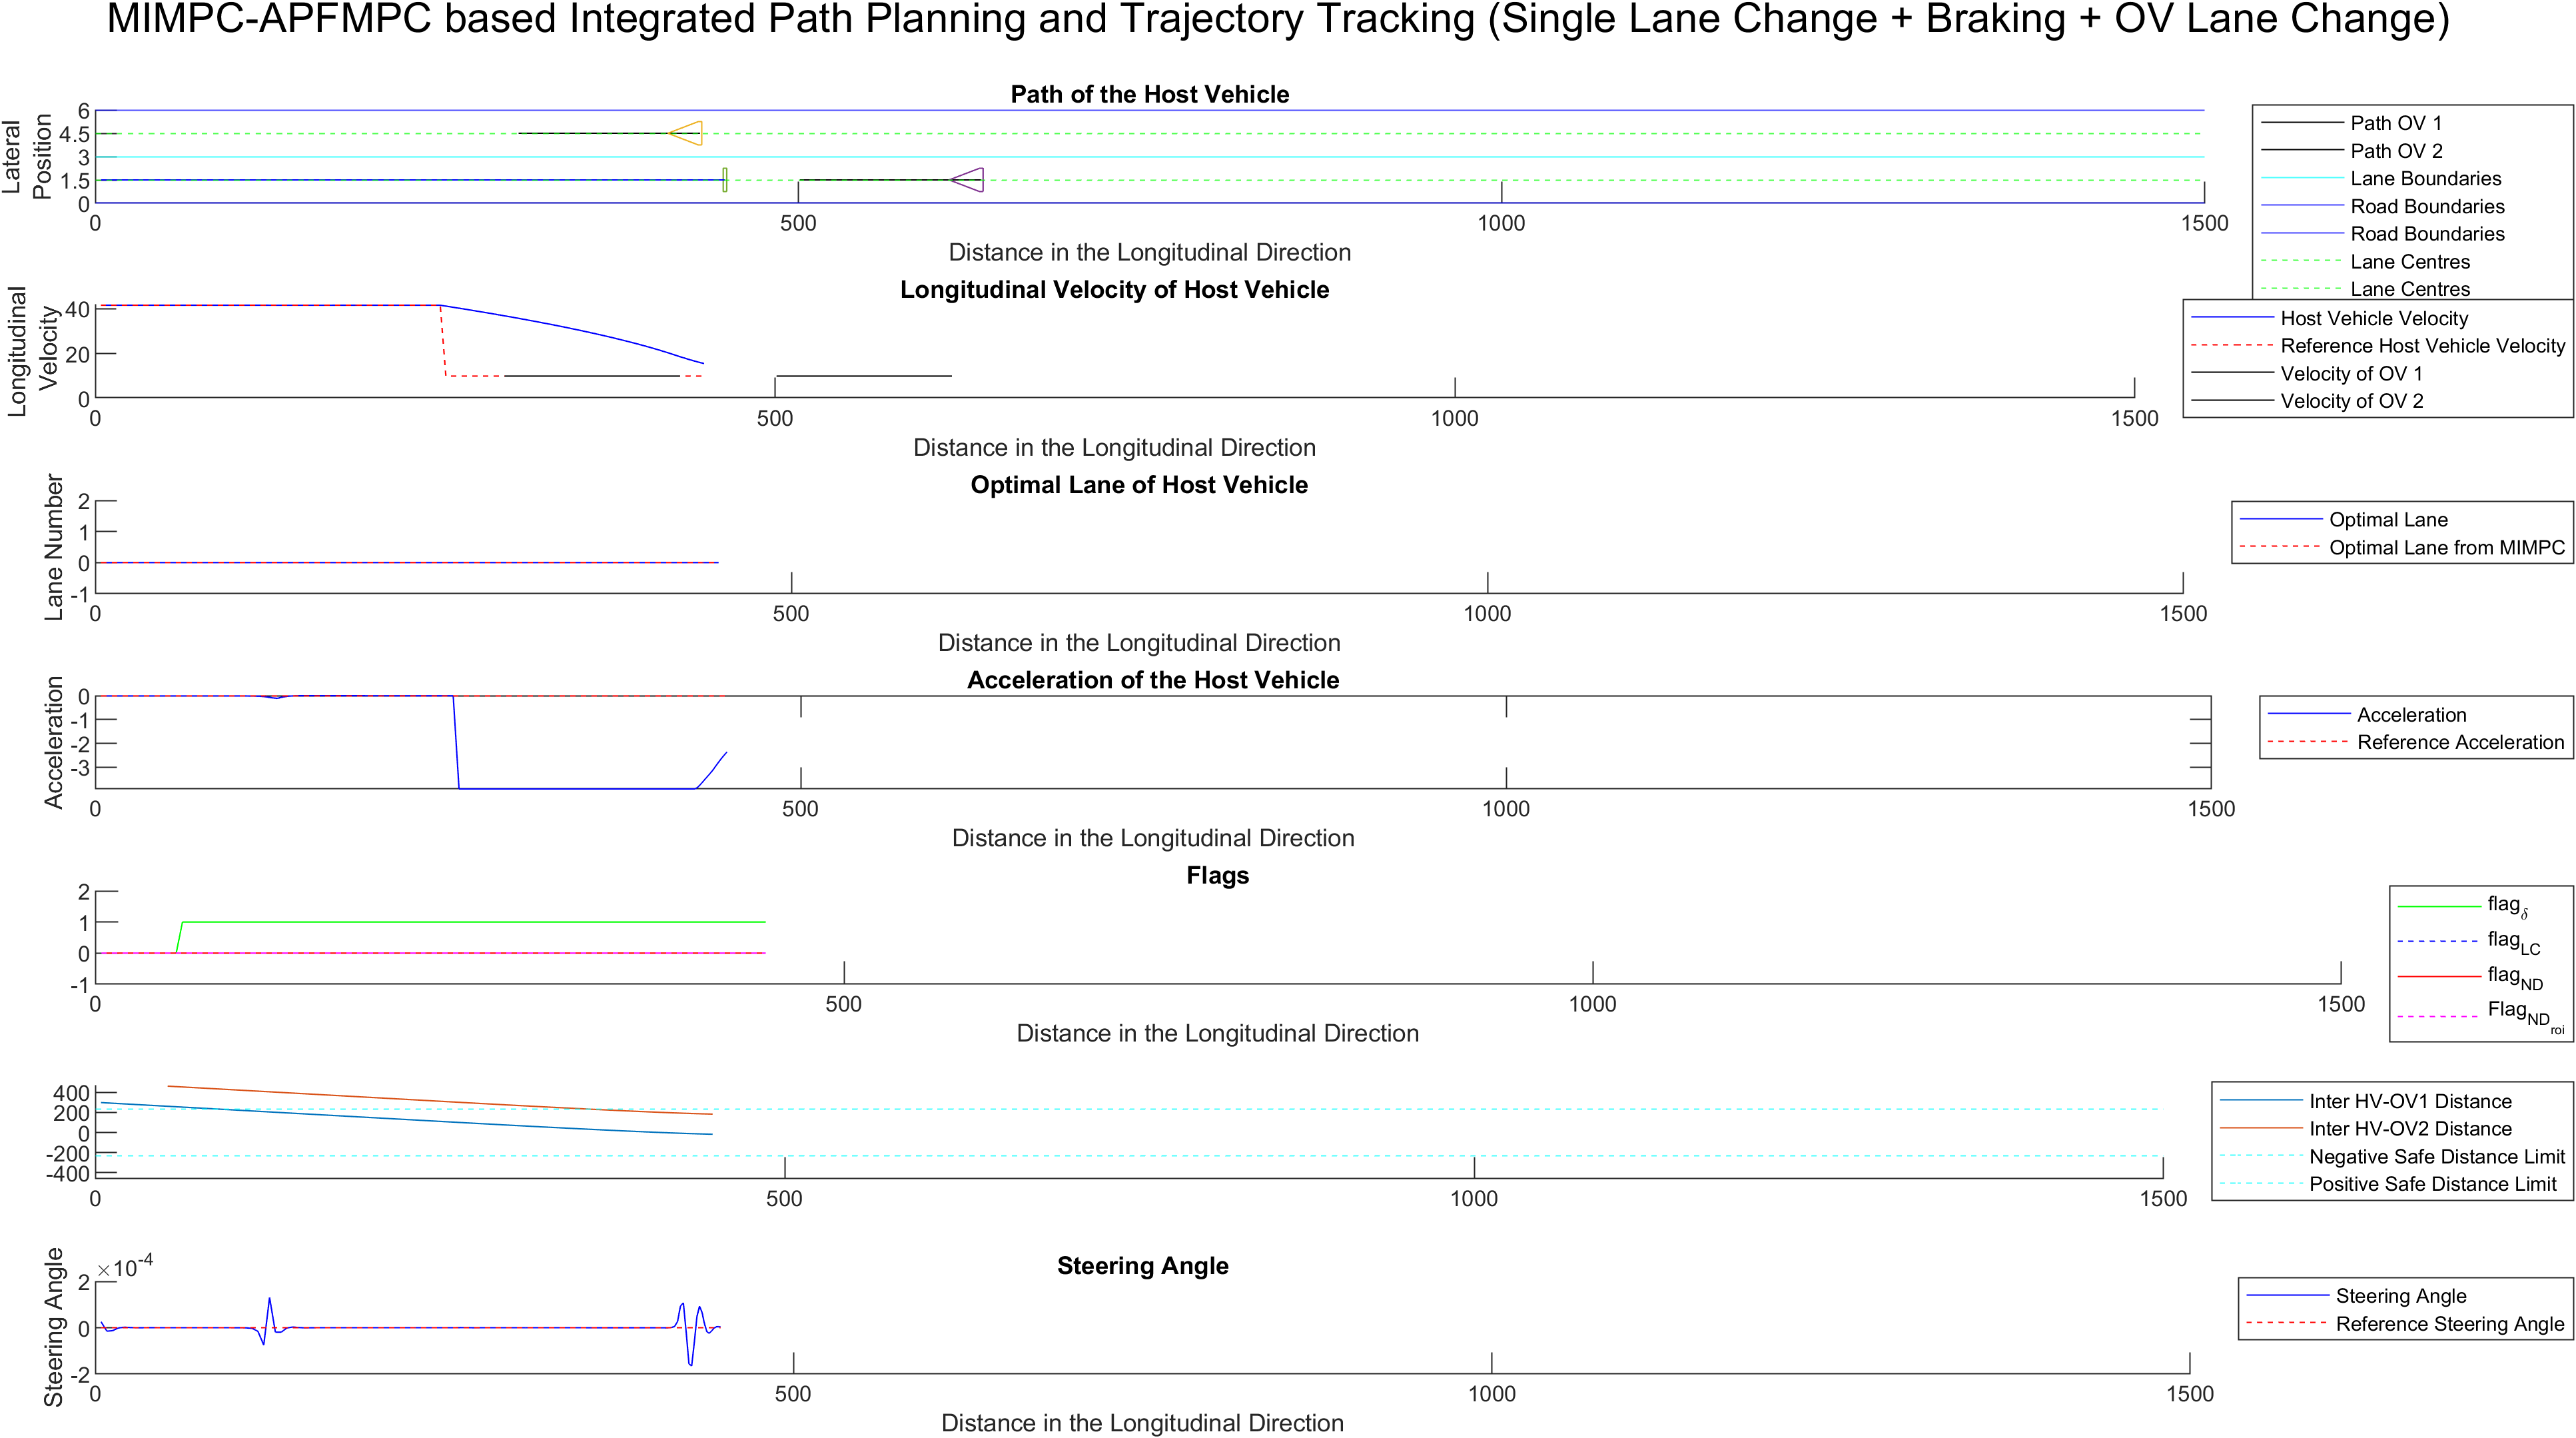 MIMPC-APFMPC based Integrated Path Planning and Trajectory Tracking (Single Lane Change + Braking + OV Lane Change)
Path of the Host Vehicle
Lateral
Position
6
4.5
3
1.5
0
0
500
1000
1500
Distance in the Longitudinal Direction
Path OV 1
Path OV 2
Lane Boundaries
Road Boundaries
Road Boundaries
Lane Centres
Lane Centres
Longitudinal Velocity of Host Vehicle
Longitudinal
Velocity
40
20
0
0
500
1000
1500
Distance in the Longitudinal Direction
Host Vehicle Velocity
Reference Host Vehicle Velocity
Velocity of OV 1
Velocity of OV 2
Optimal Lane of Host Vehicle
Lane Number
2
1
0
-1
0
500
1000
1500
Distance in the Longitudinal Direction
Optimal Lane
Optimal Lane from MIMPC
Acceleration of the Host Vehicle
Acceleration
0
-1
-2
-3
0
500
1000
1500
Distance in the Longitudinal Direction
Acceleration
Reference Acceleration
Flags
2
1
0
-1
0
500
1000
1500
Distance in the Longitudinal Direction
flagδ
flagLC
flagND
FlagNDroi
400
200
0
-200
-400
0
500
1000
1500
Inter HV-OV1 Distance
Inter HV-OV2 Distance
Negative Safe Distance Limit
Positive Safe Distance Limit
Steering Angle
Steering Angle
×10-4
2
0
-2
0
500
1000
1500
Distance in the Longitudinal Direction
Steering Angle
Reference Steering Angle